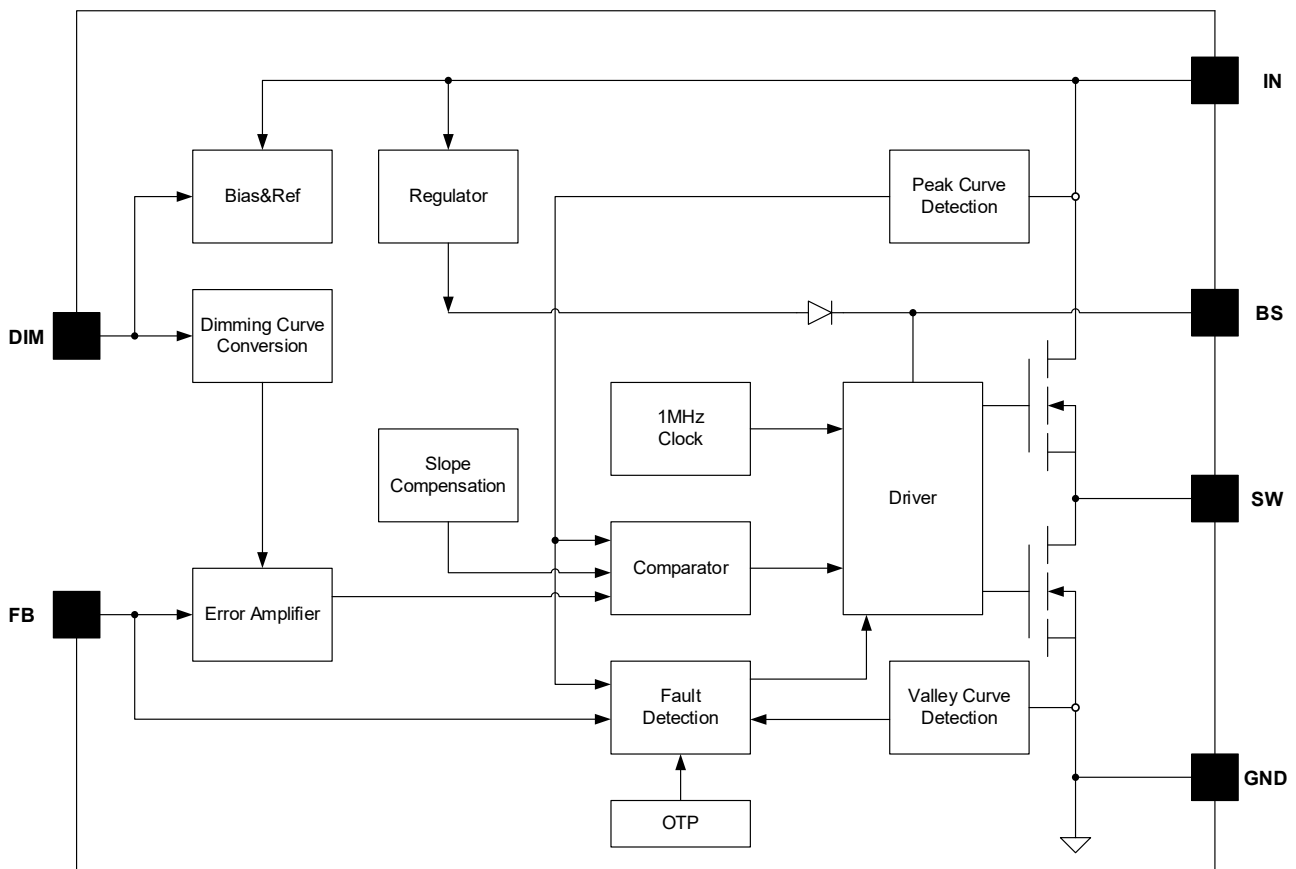 IN
Bias&Ref
Regulator
Peak Curve
Detection
BS
DIM
Dimming Curve
Conversion
1MHz
Clock
Slope
Compensation
Driver
SW
Comparator
FB
Error Amplifier
Fault
Detection
Valley Curve
Detection
GND
OTP